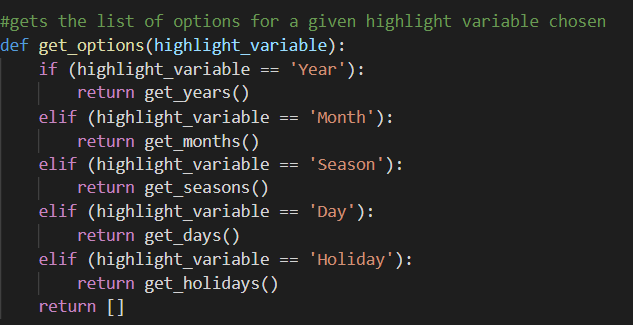 #gets the list of options for a given highlight variable chosen
def get_options(highlight_variable):
    if (highlight_variable == 'Year'):
        return get_years()
    elif (highlight_variable == 'Month'):
        return get_months()
    elif (highlight_variable == 'Season'):
        return get_seasons()
    elif (highlight_variable == 'Day'):
        return get_days()
    elif (highlight_variable == 'Holiday'):
        return get_holidays()
    return []